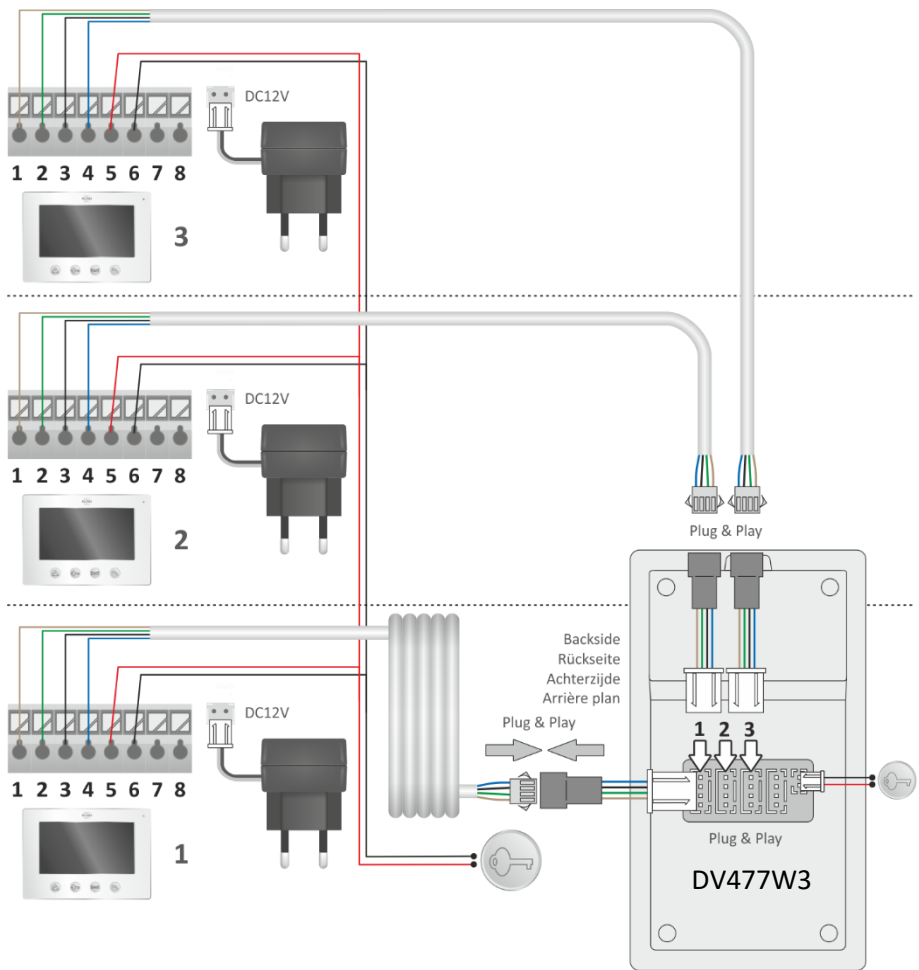 DC12V
1 2 3 4 5 6 7 8
3
DC12V
1 2 3 4 5 6 7 8
2
Plug & Play
Backside
Rückseite
Achterzijde
Arrière plan
Plug & Play
DC12V
1 2 3 4 5 6 7 8
1
1 2 3
Plug & Play
DV477W3